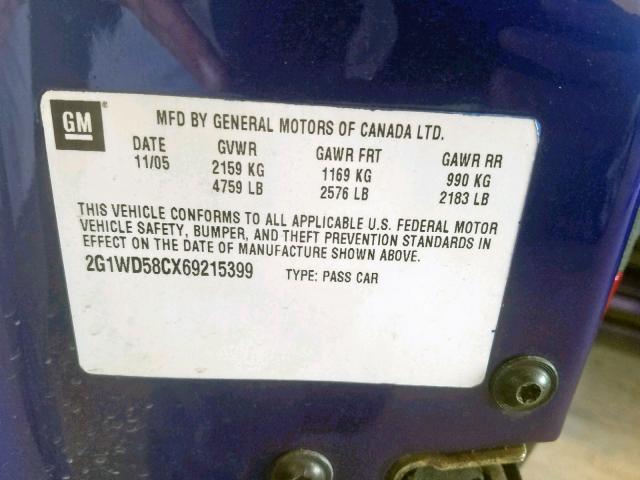 GM®
MFD BY GENERAL MOTORS OF CANADA LTD.
DATE GVWR GAWR FRT GAWR RR
11/05 2159 KG 1169 KG 990 KG
4759 LB 2576 LB 2183 LB
THIS VEHICLE CONFORMS TO ALL APPLICABLE U.S. FEDERAL MOTOR
VEHICLE SAFETY, BUMPER, AND THEFT PREVENTION STANDARDS IN
EFFECT ON THE DATE OF MANUFACTURE SHOWN ABOVE.
2G1WD58CX69215399 TYPE: PASS CAR